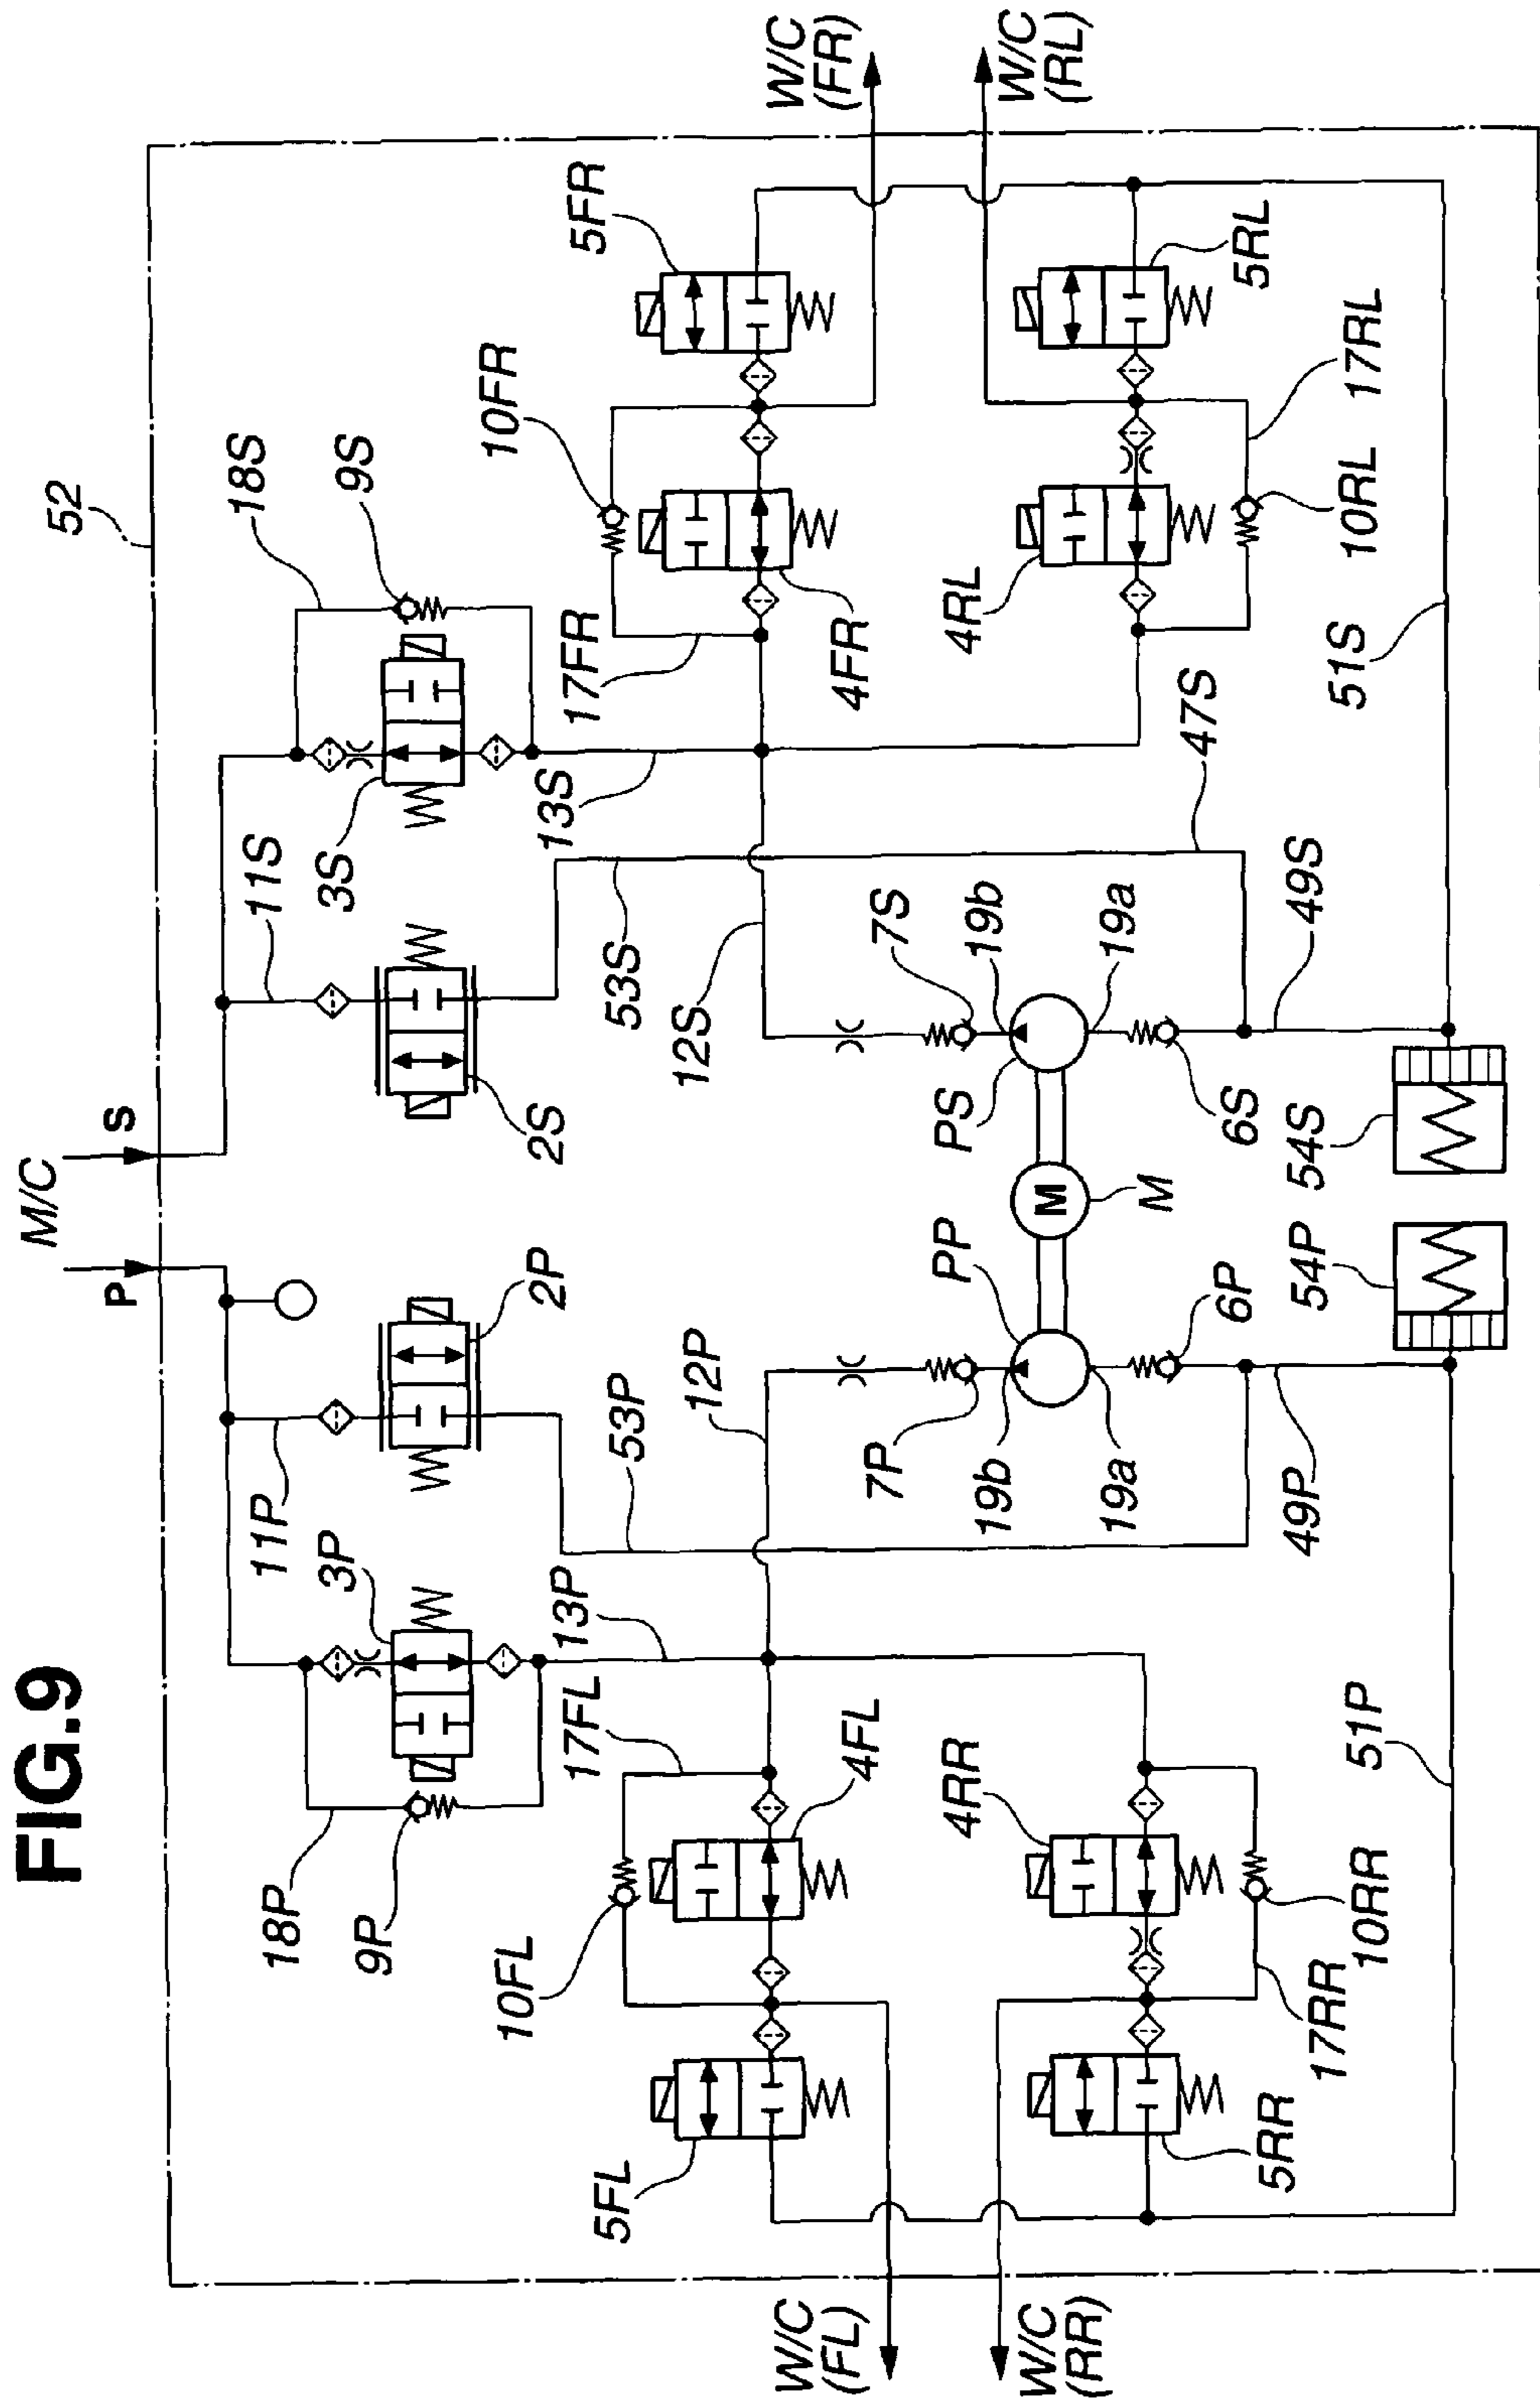 FIG.9
52
M/C
P
S
18P
9P
3P
11P
2P
2S
11S
3S
18S
9S
10FL
17FL
13P
53P
12P
12S
53S
13S
17FR
10FR
5FR
5FL
4FL
4FR
W/C
(FL)
W/C
(FR)
7P
19b
PP
PS
19b
7S
4RR
19a
M
M
19a
47S
4RL
W/C
(RR)
W/C
(RL)
5RR
17RR
10RR
6P
6S
5RL
10RL
17RL
51P
49P
54P
54S
49S
51S